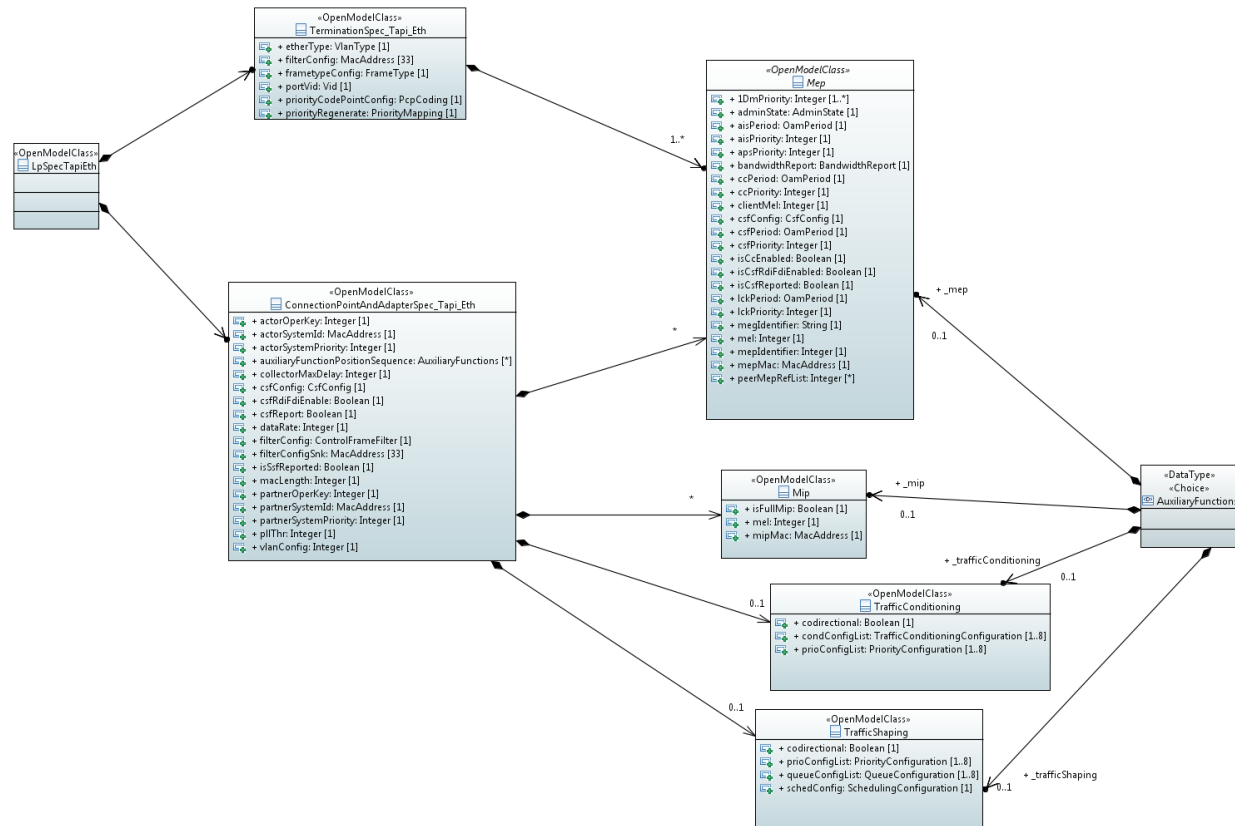 «OpenModelClass»
TerminationSpec_Tapi_Eth
+ etherType: VlanType [1]
+ filterConfig: MacAddress [33]
+ frametypeConfig: FrameType [1]
+ portVid: Vid [1]
+ priorityCodePointConfig: PcpCoding [1]
+ priorityRegenerate: PriorityMapping [1]
«OpenModelClass»
LpSpecTapiEth
1..*
«OpenModelClass»
Mep
+ 1DmPriority: Integer [1..*]
+ adminState: AdminState [1]
+ aisPeriod: OamPeriod [1]
+ aisPriority: Integer [1]
+ apsPriority: Integer [1]
+ bandwidthReport: BandwidthReport [1]
+ ccPeriod: OamPeriod [1]
+ ccPriority: Integer [1]
+ clientMel: Integer [1]
+ csfConfig: CsfConfig [1]
+ csfPeriod: OamPeriod [1]
+ csfPriority: Integer [1]
+ isCcEnabled: Boolean [1]
+ isCsfRdiFdiEnabled: Boolean [1]
+ isCsfReported: Boolean [1]
+ lckPeriod: OamPeriod [1]
+ lckPriority: Integer [1]
+ megIdentifier: String [1]
+ mel: Integer [1]
+ mepIdentifier: Integer [1]
+ mepMac: MacAddress [1]
+ peerMepRefList: Integer [*]
«OpenModelClass»
ConnectionPointAndAdapterSpec_Tapi_Eth
+ actorOperKey: Integer [1]
+ actorSystemId: MacAddress [1]
+ actorSystemPriority: Integer [1]
+ auxiliaryFunctionPositionSequence: AuxiliaryFunctions [*]
+ collectorMaxDelay: Integer [1]
+ csfConfig: CsfConfig [1]
+ csfRdiFdiEnable: Boolean [1]
+ csfReport: Boolean [1]
+ dataRate: Integer [1]
+ filterConfig: ControlFrameFilter [1]
+ filterConfigSnk: MacAddress [33]
+ isSsfReported: Boolean [1]
+ macLength: Integer [1]
+ partnerOperKey: Integer [1]
+ partnerSystemId: MacAddress [1]
+ partnerSystemPriority: Integer [1]
+ pllThr: Integer [1]
+ vlanConfig: Integer [1]
*
+ _mep
0..1
«DataType»
«Choice»
AuxiliaryFunctions
*
«OpenModelClass»
Mip
+ isFullMip: Boolean [1]
+ mel: Integer [1]
+ mipMac: MacAddress [1]
+ _mip
0..1
+ _trafficConditioning
0..1
0..1
«OpenModelClass»
TrafficConditioning
+ codirectional: Boolean [1]
+ condConfigList: TrafficConditioningConfiguration [1..8]
+ prioConfigList: PriorityConfiguration [1..8]
0..1
«OpenModelClass»
TrafficShaping
+ codirectional: Boolean [1]
+ prioConfigList: PriorityConfiguration [1..8]
+ queueConfigList: QueueConfiguration [1..8]
+ schedConfig: SchedulingConfiguration [1]
+ _trafficShaping
0..1